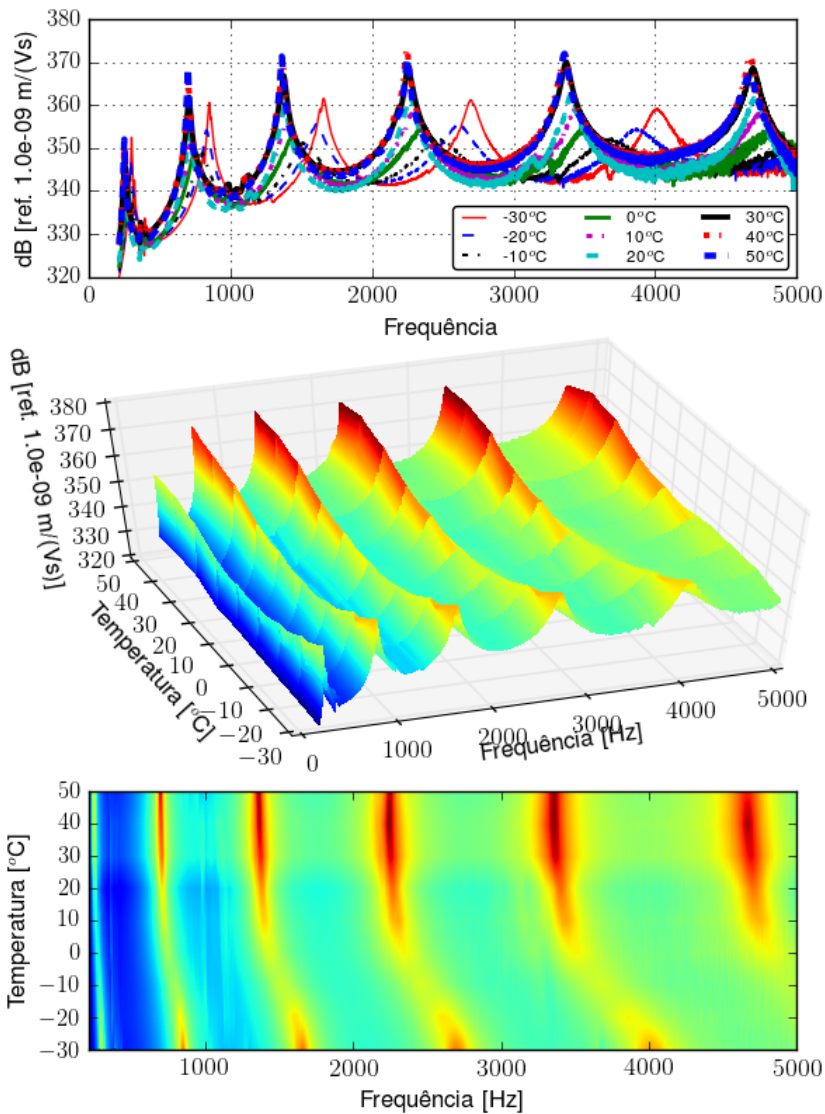 380
370
360
350
340
330
320
dB [ref. 1.0e-09 m/(Vs)
-30°C
-20°C
-10°C
0°C
10°C
20°C
30°C
40°C
50°C
0 1000 2000 3000 4000 5000
Frequência
dB [ref. 1.0e-09 m/(Vs)]
380
370
360
350
340
330
320
50
40
30
20
10
0
−10
−20
−30
Temperatura [°C]
0 1000 2000 3000 4000 5000
Frequência [Hz]
Temperatura [°C]
50
40
30
20
10
0
−10
−20
−30
1000 2000 3000 4000 5000
Frequência [Hz]